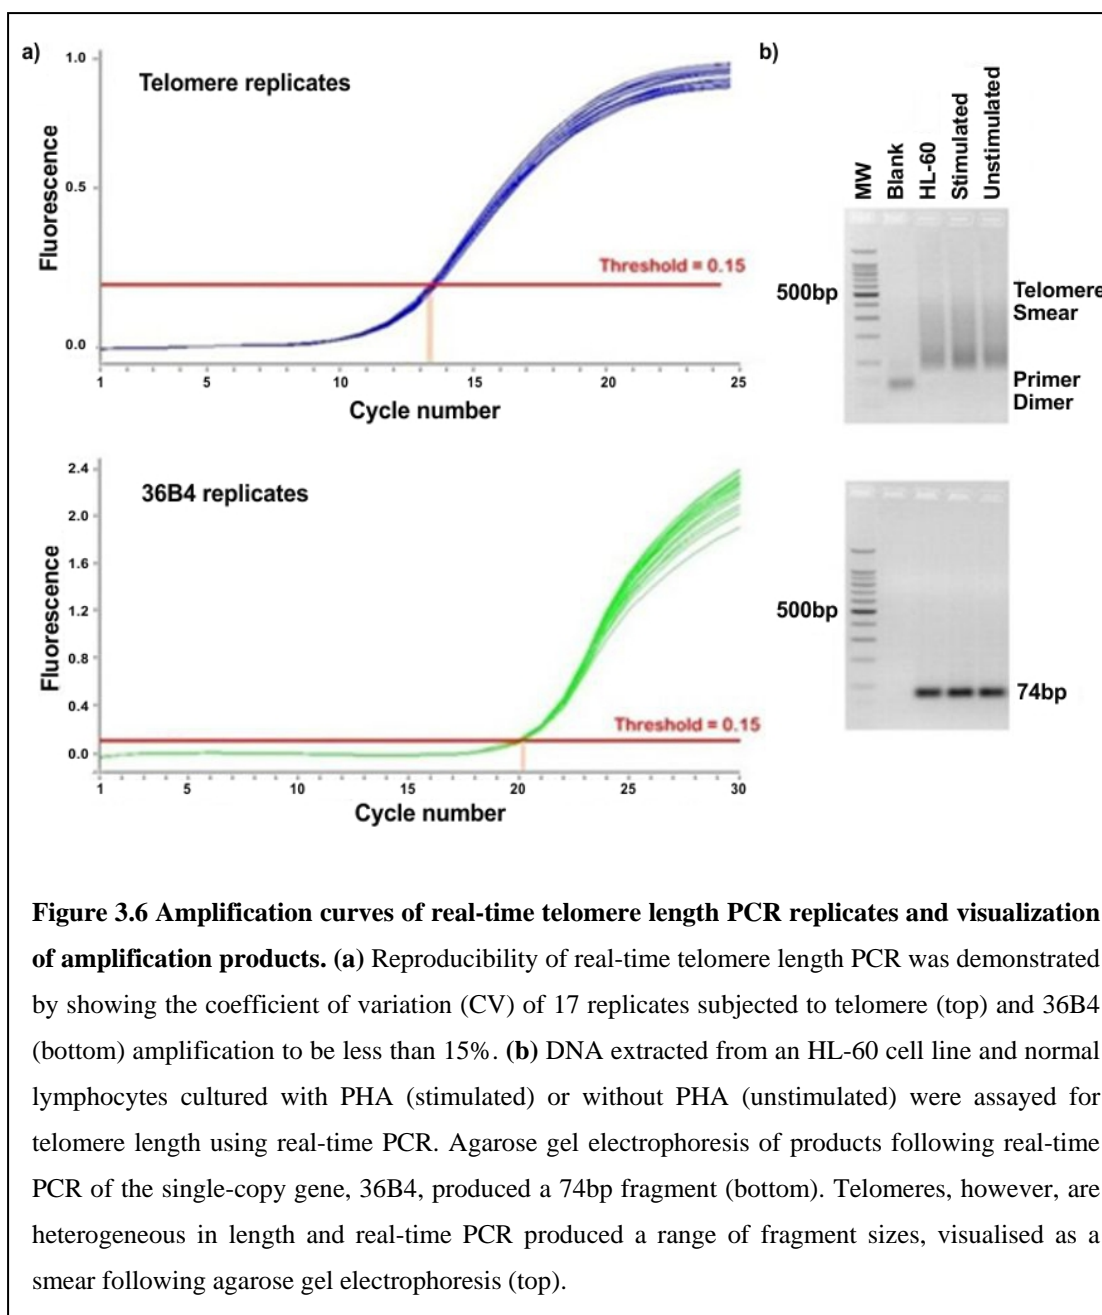 a)
1.0
Telomere replicates
0.5
Fluorescence
Threshold = 0.15
0.0
1 5 10 15 20 25
Cycle number
2.4
36B4 replicates
2.0
1.6
1.2
Fluorescence
0.8
0.4
Threshold = 0.15
0.0
1 5 10 15 20 25 30
Cycle number
b)
MW
Blank
HL-60
Stimulated
Unstimulated
500bp
Telomere
Smear
Primer
Dimer
500bp
74bp
Figure 3.6 Amplification curves of real-time telomere length PCR replicates and visualization
of amplification products. (a) Reproducibility of real-time telomere length PCR was demonstrated
by showing the coefficient of variation (CV) of 17 replicates subjected to telomere (top) and 36B4
(bottom) amplification to be less than 15%. (b) DNA extracted from an HL-60 cell line and normal
lymphocytes cultured with PHA (stimulated) or without PHA (unstimulated) were assayed for
telomere length using real-time PCR. Agarose gel electrophoresis of products following real-time
PCR of the single-copy gene, 36B4, produced a 74bp fragment (bottom). Telomeres, however, are
heterogeneous in length and real-time PCR produced a range of fragment sizes, visualised as a
smear following agarose gel electrophoresis (top).